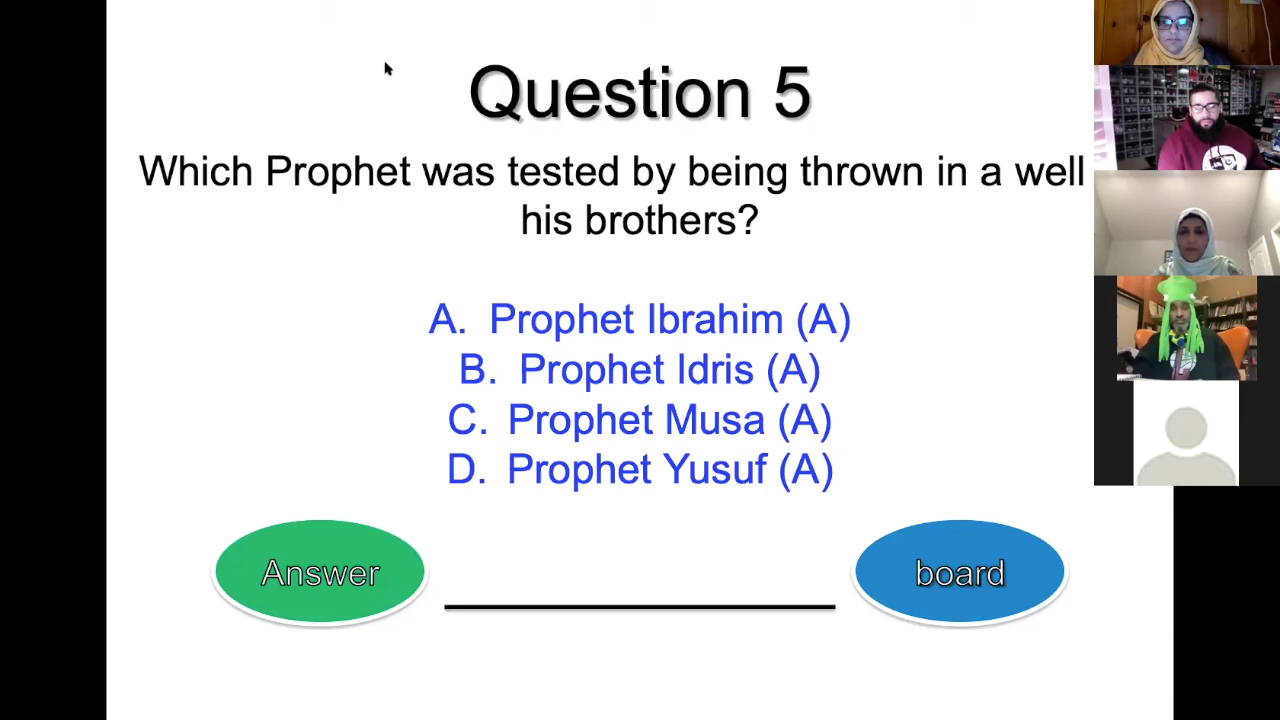 Question 5
Which Prophet was tested by being thrown in a well
his brothers?
A. Prophet Ibrahim (A)
B. Prophet Idris (A)
C. Prophet Musa (A)
D. Prophet Yusuf (A)
Answer
board